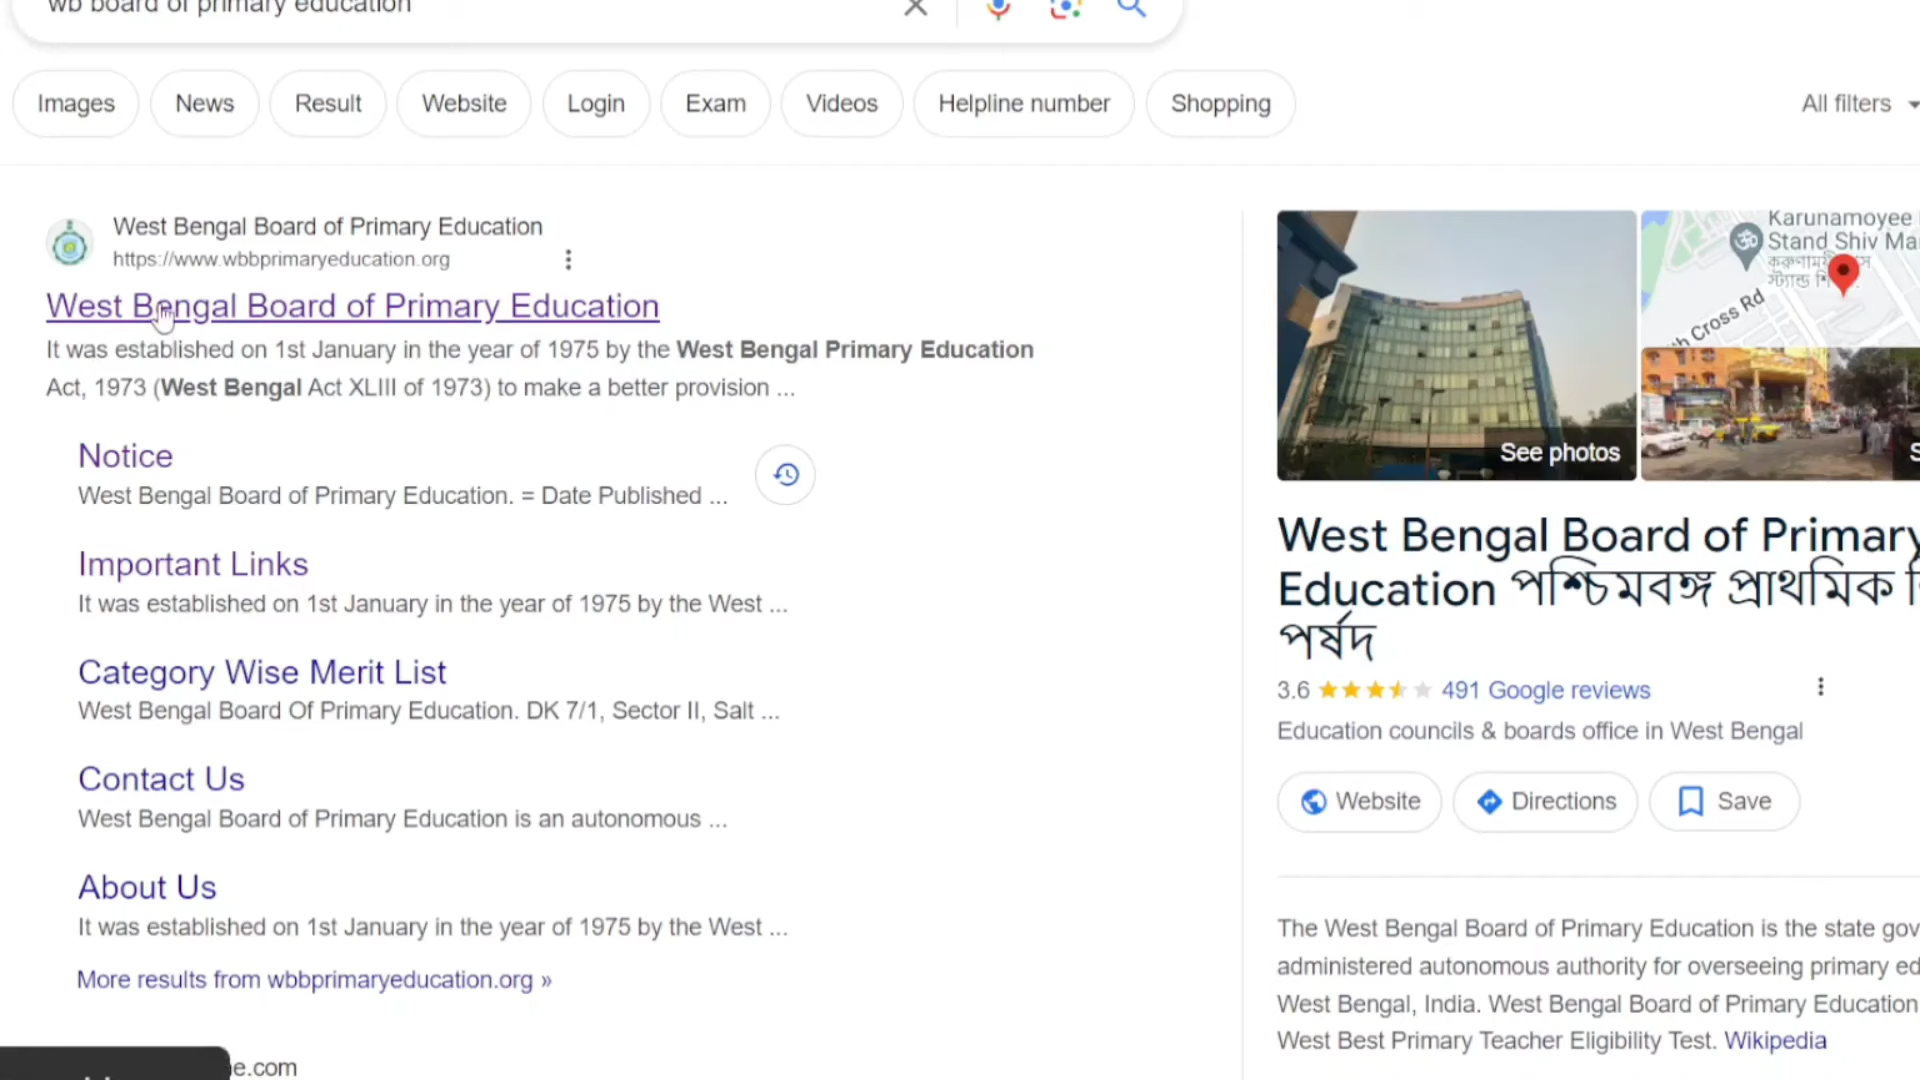 wb board of primary education
Images
News
Result
Website
Login
Exam
Videos
Helpline number
Shopping
All filters
West Bengal Board of Primary Education
https://www.wbbprimaryeducation.org
West Bengal Board of Primary Education
It was established on 1st January in the year of 1975 by the West Bengal Primary Education
Act, 1973 (West Bengal Act XLIII of 1973) to make a better provision ...
Notice
West Bengal Board of Primary Education. = Date Published ...
Important Links
It was established on 1st January in the year of 1975 by the West ...
Category Wise Merit List
West Bengal Board Of Primary Education. DK 7/1, Sector II, Salt ...
Contact Us
West Bengal Board of Primary Education is an autonomous ...
About Us
It was established on 1st January in the year of 1975 by the West ...
More results from wbbprimaryeducation.org »
e.com
Karunamoyee
Stand Shiv
Cross Rd
See photos
West Bengal Board of Primary
Education পশ্চিমবঙ্গ প্রাথমিক
পর্ষদ
3.6
491 Google reviews
Education councils & boards office in West Bengal
Website
Directions
Save
The West Bengal Board of Primary Education is the state gov
administered autonomous authority for overseeing primary ed
West Bengal, India. West Bengal Board of Primary Education
West Best Primary Teacher Eligibility Test. Wikipedia